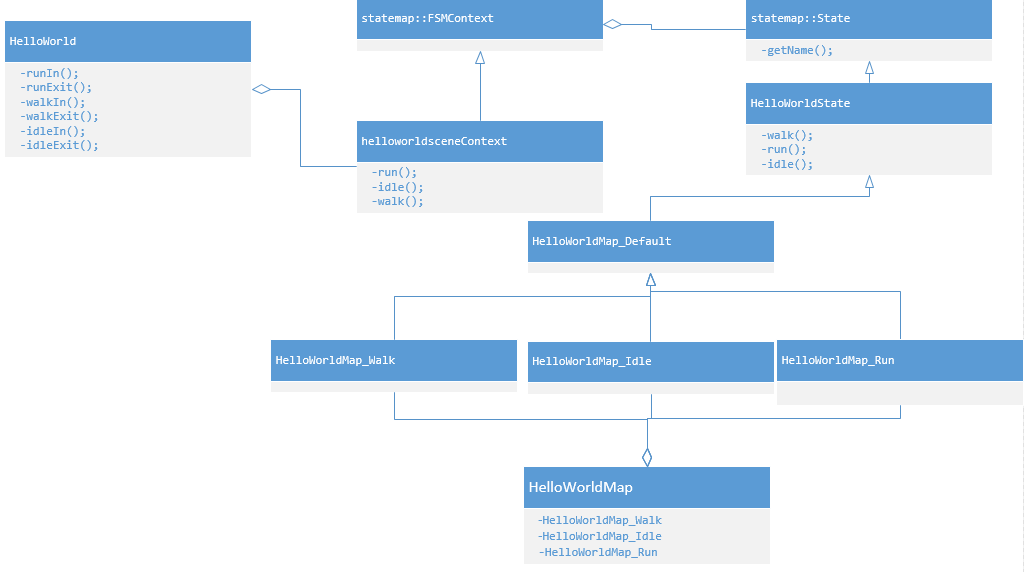 HelloWorld
-runIn();
-runExit();
-walkIn();
-walkExit();
-idleIn();
-idleExit();
statemap::FSMContext
statemap::State
-getName();
helloworldsceneContext
-run();
-idle();
-walk();
HelloWorldState
-walk();
-run();
-idle();
HelloWorldMap_Default
HelloWorldMap_Walk
HelloWorldMap_Idle
HelloWorldMap_Run
HelloWorldMap
-HelloWorldMap_Walk
-HelloWorldMap_Idle
-HelloWorldMap_Run